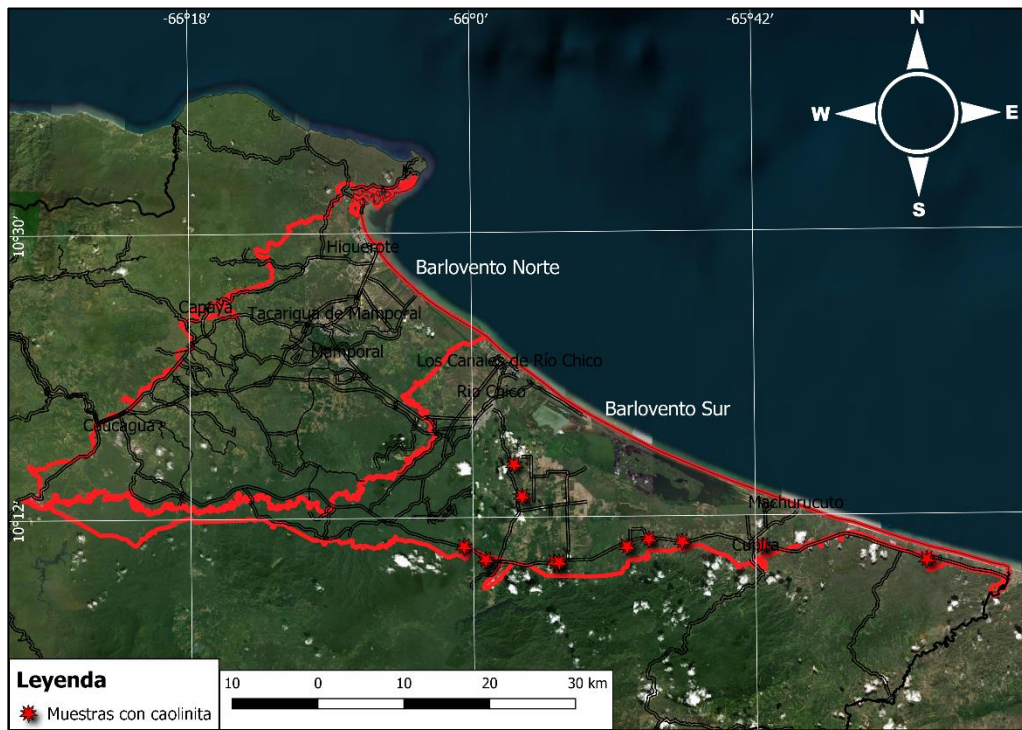 -66°18'
-66°0'
-65°42'
N
W
E
S
10°30'
Higuerote
Barlovento Norte
Capaya
Tacarigua de Mamporal
Mamporal
Los Canales de Río Chico
Río Chico
Barlovento Sur
Caucagua
10°12'
Machurucuto
Cupira
Leyenda
Muestras con caolinita
10
0
10
20
30 km